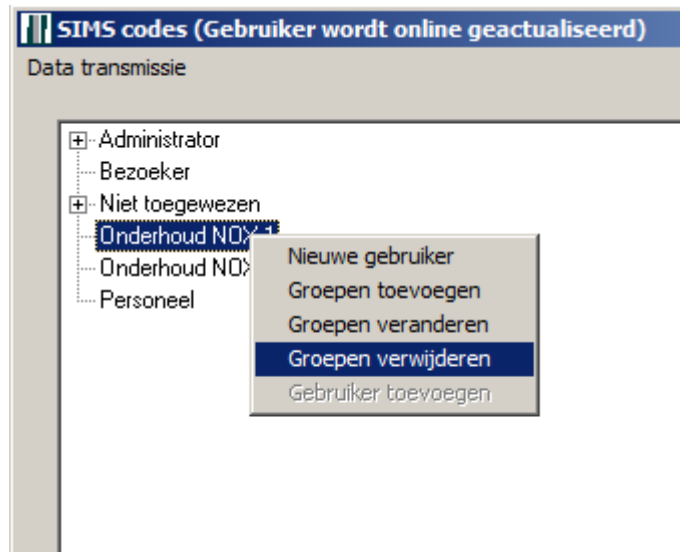 SIMS codes (Gebruiker wordt online geactualiseerd)
Data transmissie
Administrator
Bezoeker
Niet toegewezen
Onderhoud NOX 1
Onderhoud NOX
Personeel
Nieuwe gebruiker
Groepen toevoegen
Groepen veranderen
Groepen verwijderen
Gebruiker toevoegen